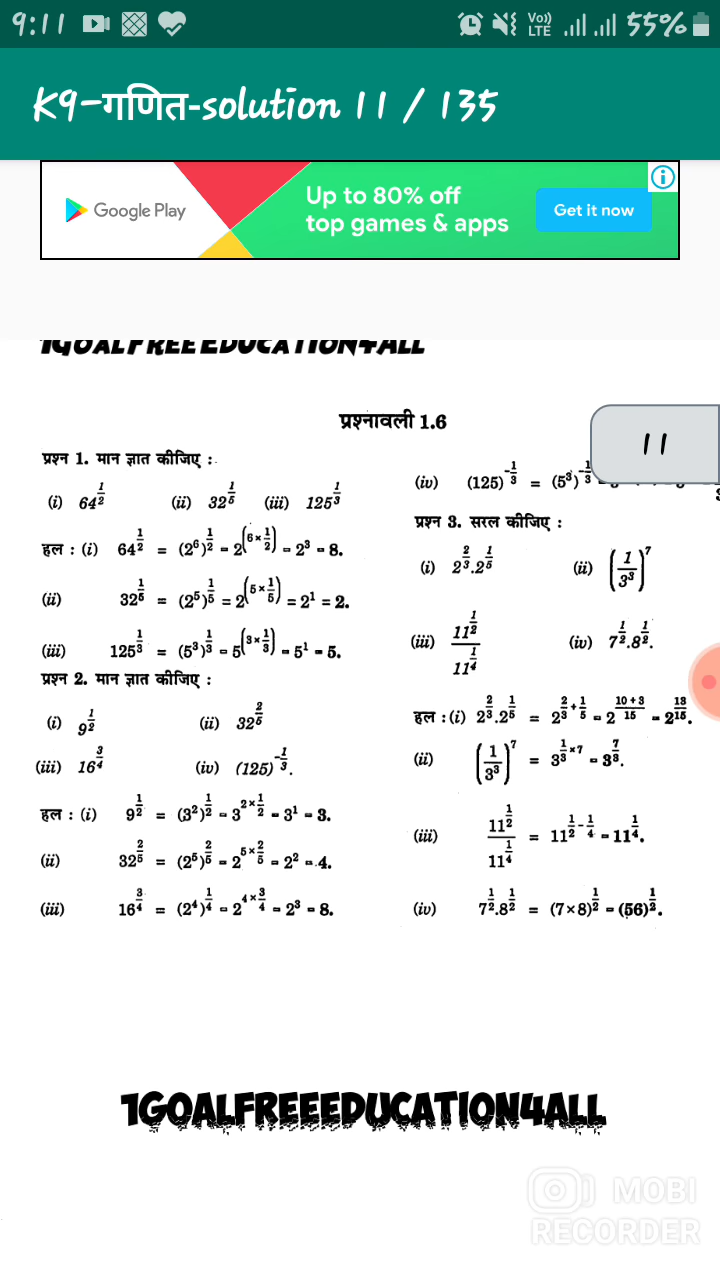 9:11 Vo)) LTE 55%
K9-गणित-solution 11 / 135
Google Play
Up to 80% off
top games & apps
Get it now
1GOALFREEEDUCATION4ALL
प्रश्नावली 1.6
11
प्रश्न 1. मान ज्ञात कीजिए :
(i) 64^(1/2) (ii) 32^(1/5) (iii) 125^(1/3)
हल : (i) 64^(1/2) = (2^6)^(1/2) = 2^(6×1/2) = 2^3 = 8.
(ii) 32^(1/5) = (2^5)^(1/5) = 2^(5×1/5) = 2^1 = 2.
(iii) 125^(1/3) = (5^3)^(1/3) = 5^(3×1/3) = 5^1 = 5.
प्रश्न 2. मान ज्ञात कीजिए :
(i) 9^(1/2) (ii) 32^(2/5)
(iii) 16^(3/4) (iv) (125)^(-1/3).
हल : (i) 9^(1/2) = (3^2)^(1/2) = 3^(2×1/2) = 3^1 = 3.
(ii) 32^(2/5) = (2^5)^(2/5) = 2^(5×2/5) = 2^2 = 4.
(iii) 16^(3/4) = (2^4)^(1/4) = 2^(4×3/4) = 2^3 = 8.
(iv) (125)^(-1/3) = (5^3)^(-1/3)
प्रश्न 3. सरल कीजिए :
(i) 2^(2/3).2^(1/5) (ii) (1/3^3)^7
(iii) 11^(1/2)/11^(1/4) (iv) 7^(1/2).8^(1/2).
हल : (i) 2^(2/3).2^(1/5) = 2^(2/3+1/5) = 2^((10+3)/15) = 2^(13/15).
(ii) (1/3^3)^7 = 3^(1/3×7) = 3^(7/3).
(iii) 11^(1/2)/11^(1/4) = 11^(1/2-1/4) = 11^(1/4).
(iv) 7^(1/2).8^(1/2) = (7×8)^(1/2) = (56)^(1/2).
1GOALFREEEDUCATION4ALL
MOBI
RECORDER